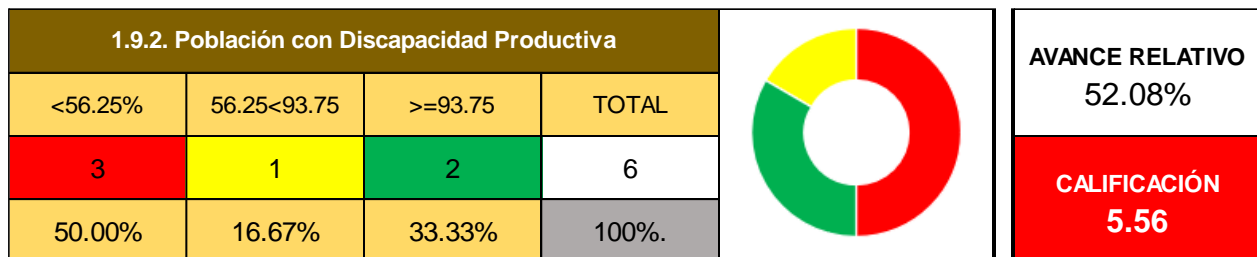 1.9.2. Población con Discapacidad Productiva
<56.25% 56.25<93.75 >=93.75 TOTAL
3 1 2 6
50.00% 16.67% 33.33% 100%.
AVANCE RELATIVO
52.08%
CALIFICACIÓN
5.56